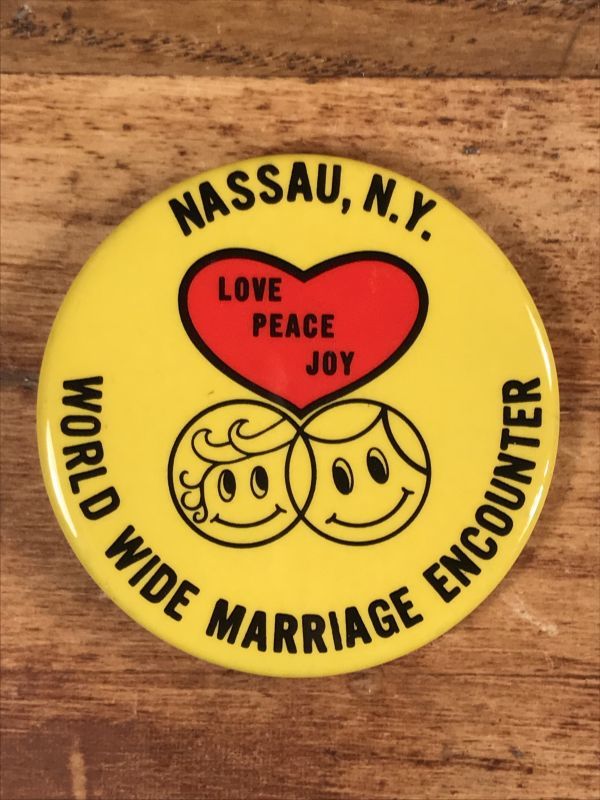 NASSAU, N.Y.
LOVE
PEACE
JOY
WORLD WIDE MARRIAGE ENCOUNTER